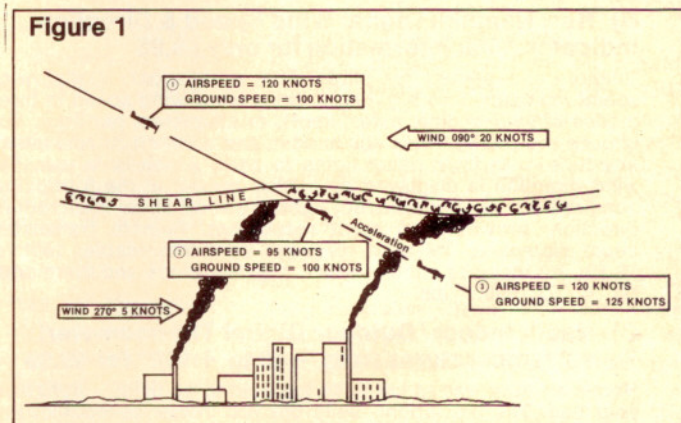 Figure 1
① AIRSPEED = 120 KNOTS
GROUND SPEED = 100 KNOTS
WIND 090° 20 KNOTS
SHEAR LINE
Acceleration
② AIRSPEED = 95 KNOTS
GROUND SPEED = 100 KNOTS
③ AIRSPEED = 120 KNOTS
GROUND SPEED = 125 KNOTS
WIND 270° 5 KNOTS